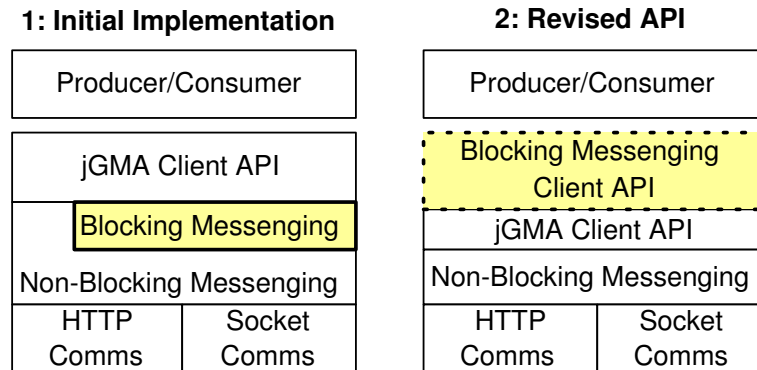 1: Initial Implementation
Producer/Consumer
jGMA Client API
Blocking Messenging
Non-Blocking Messenging
HTTP
Comms
Socket
Comms
2: Revised API
Producer/Consumer
Blocking Messenging
Client API
jGMA Client API
Non-Blocking Messenging
HTTP
Comms
Socket
Comms